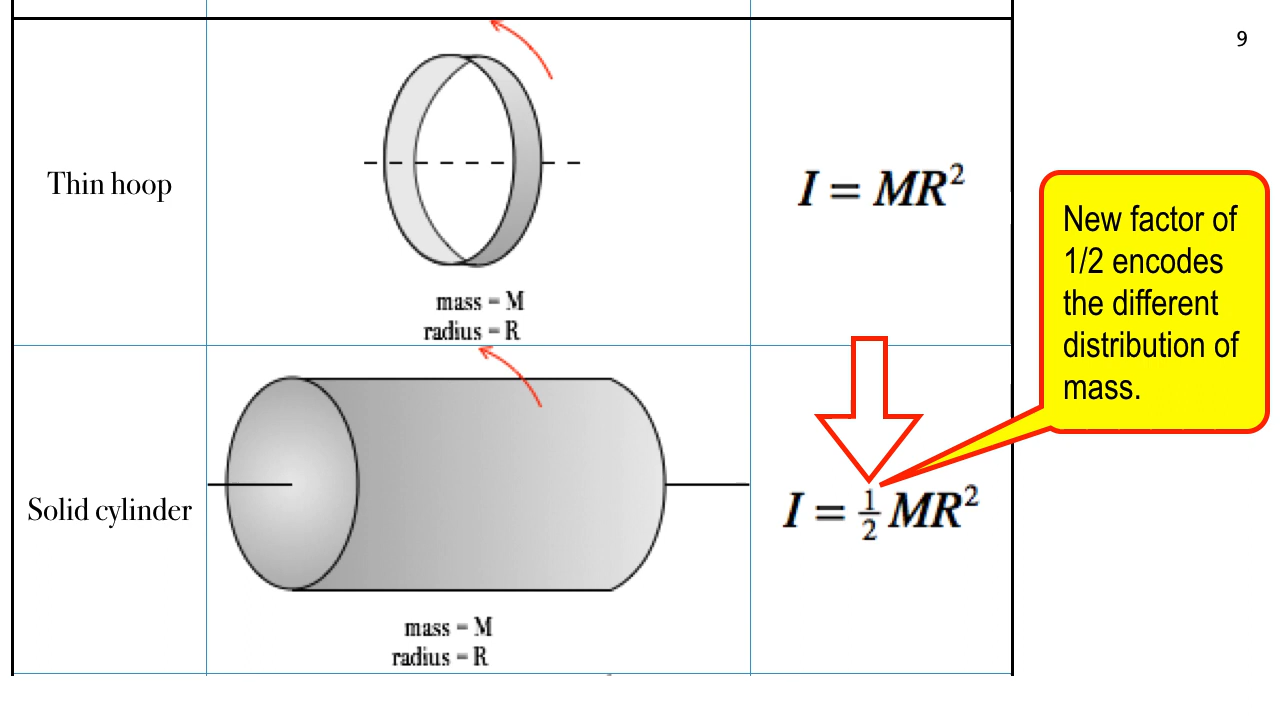 9
Thin hoop
mass = M
radius = R
I = MR²
New factor of
1/2 encodes
the different
distribution of
mass.
Solid cylinder
mass = M
radius = R
I = ½ MR²